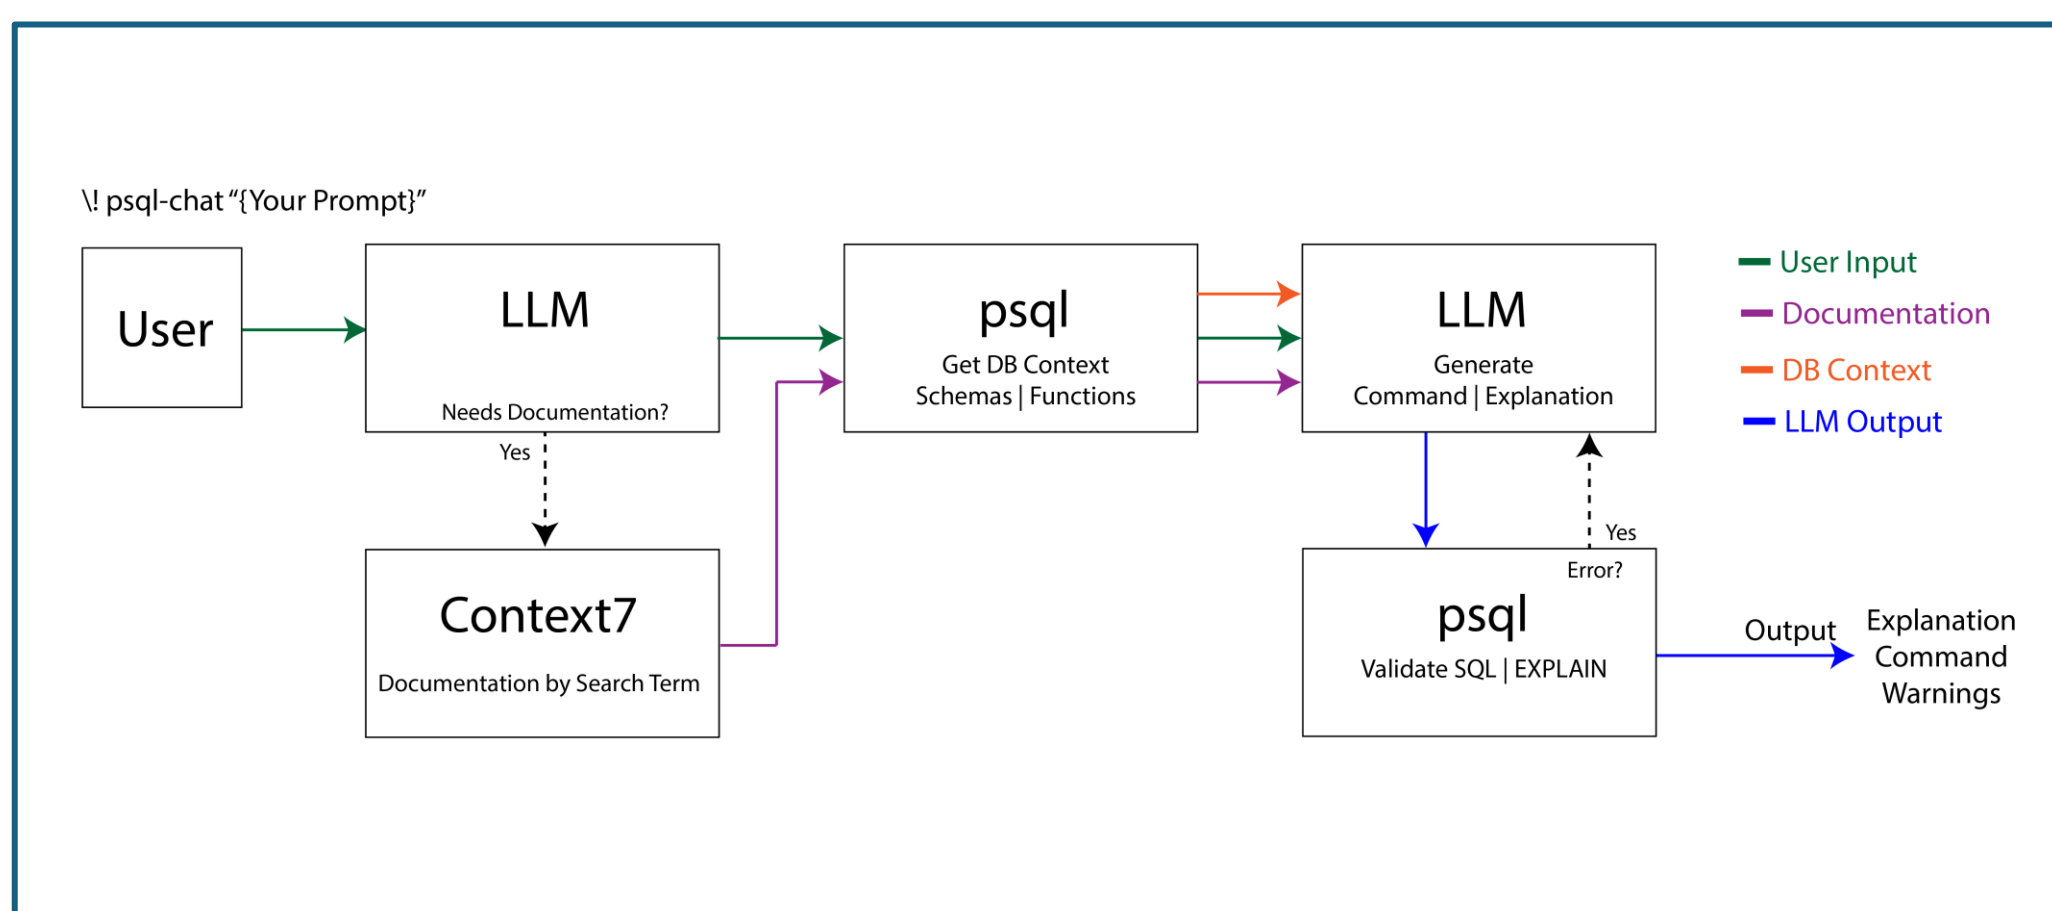 \! psql-chat “{Your Prompt}”
User
LLM
Needs Documentation?
Yes
Context7
Documentation by Search Term
psql
Get DB Context
Schemas | Functions
LLM
Generate
Command | Explanation
Yes
Error?
psql
Validate SQL | EXPLAIN
Output
Explanation
Command
Warnings
User Input
Documentation
DB Context
LLM Output